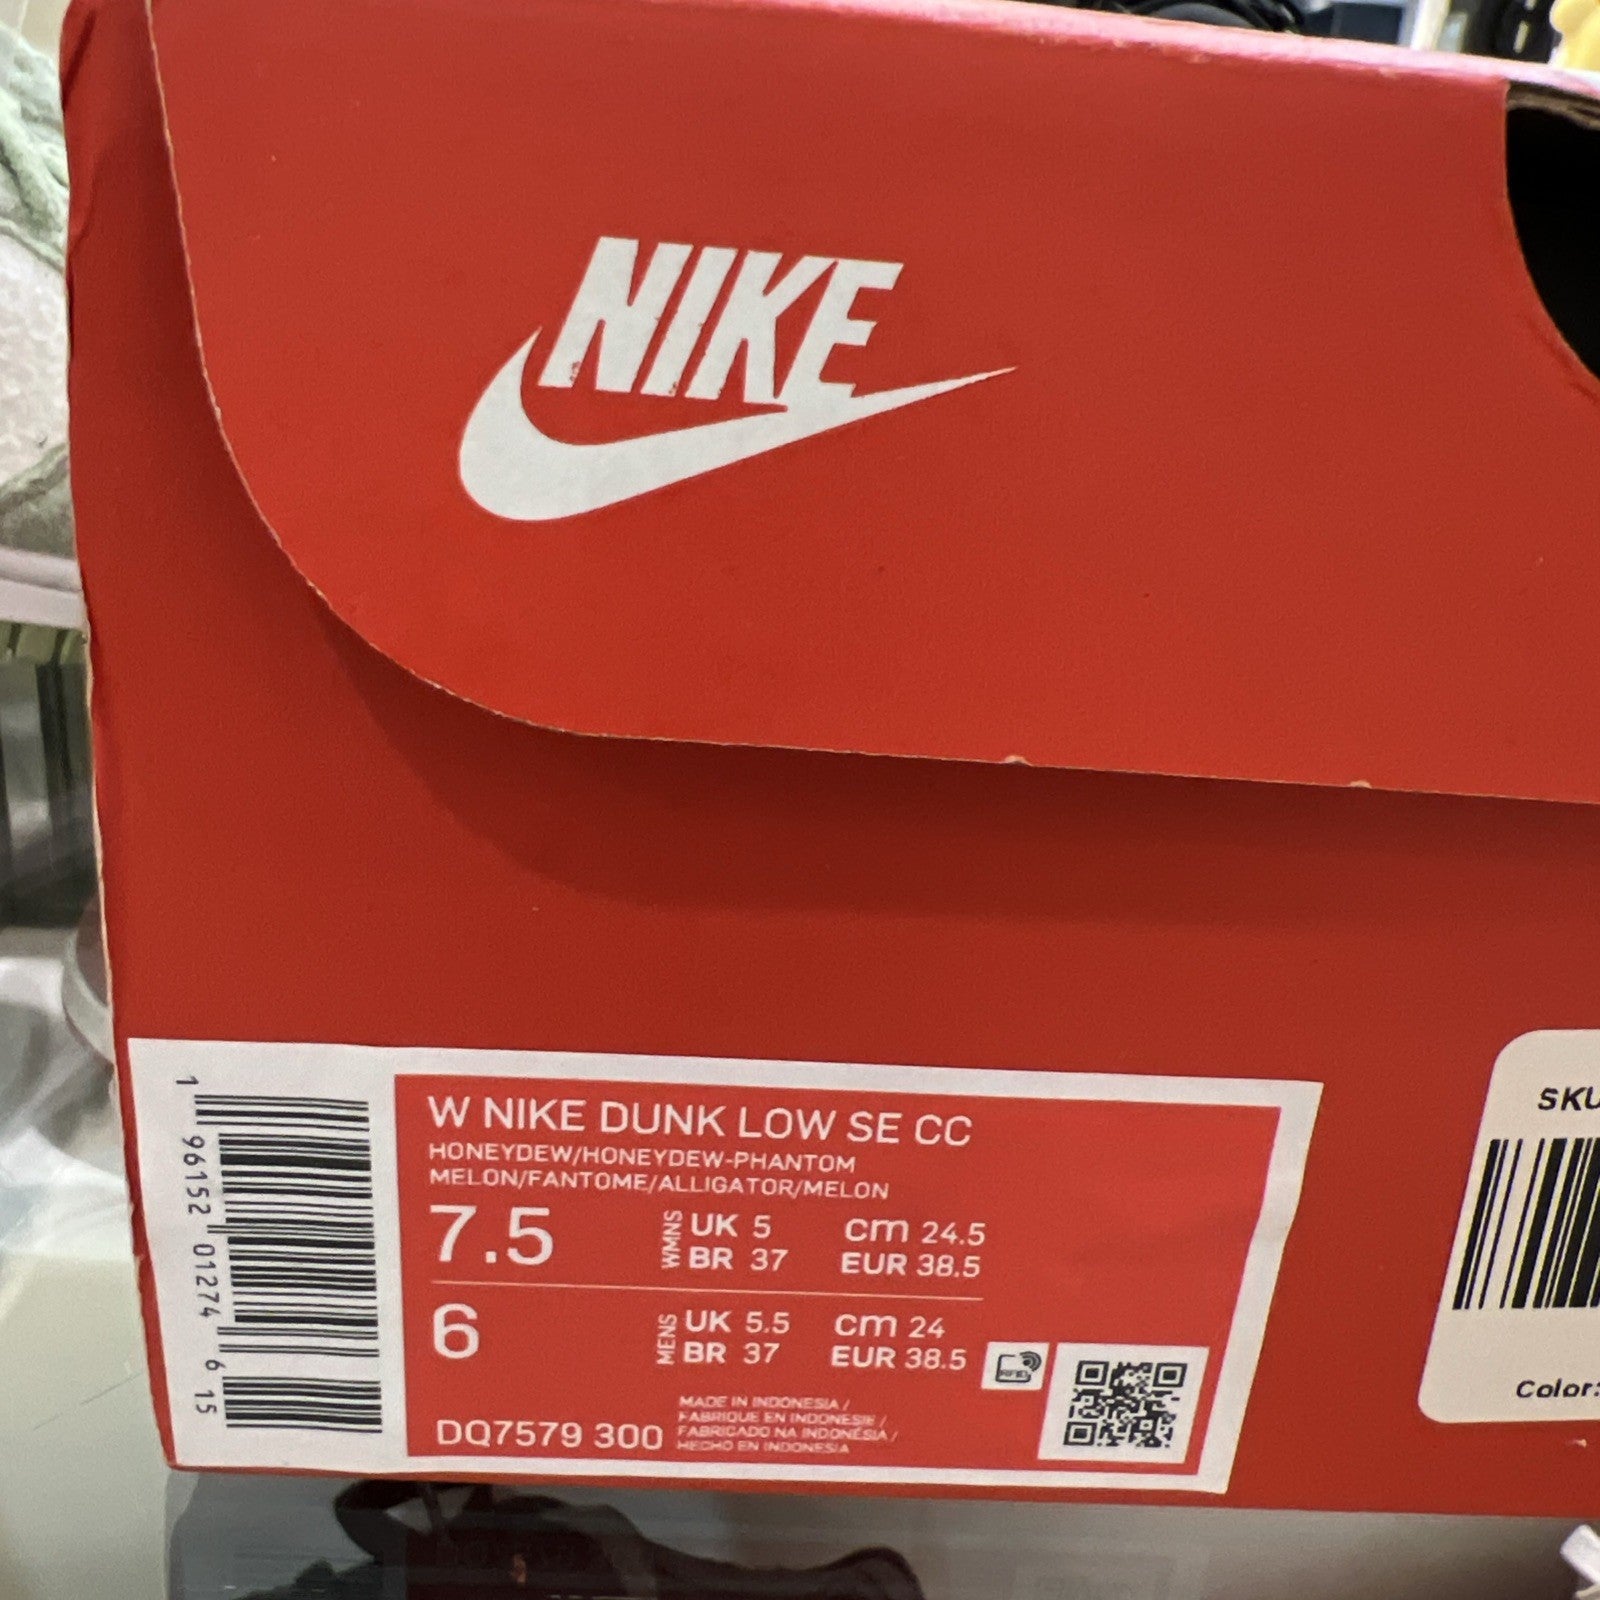 NIKE
W NIKE DUNK LOW SE CC
HONEYDEW/HONEYDEW-PHANTOM
MELON/FANTOME/ALLIGATOR/MELON
7.5 WMNS UK 5 cm 24.5
BR 37 EUR 38.5
6 MENS UK 5.5 cm 24
BR 37 EUR 38.5
MADE IN INDONESIA /
FABRIQUE EN INDONESIE /
FABRICADO NA INDONÉSIA /
HECHO EN INDONESIA
DQ7579 300
1 96152 01274 6 15
SKU
Color: